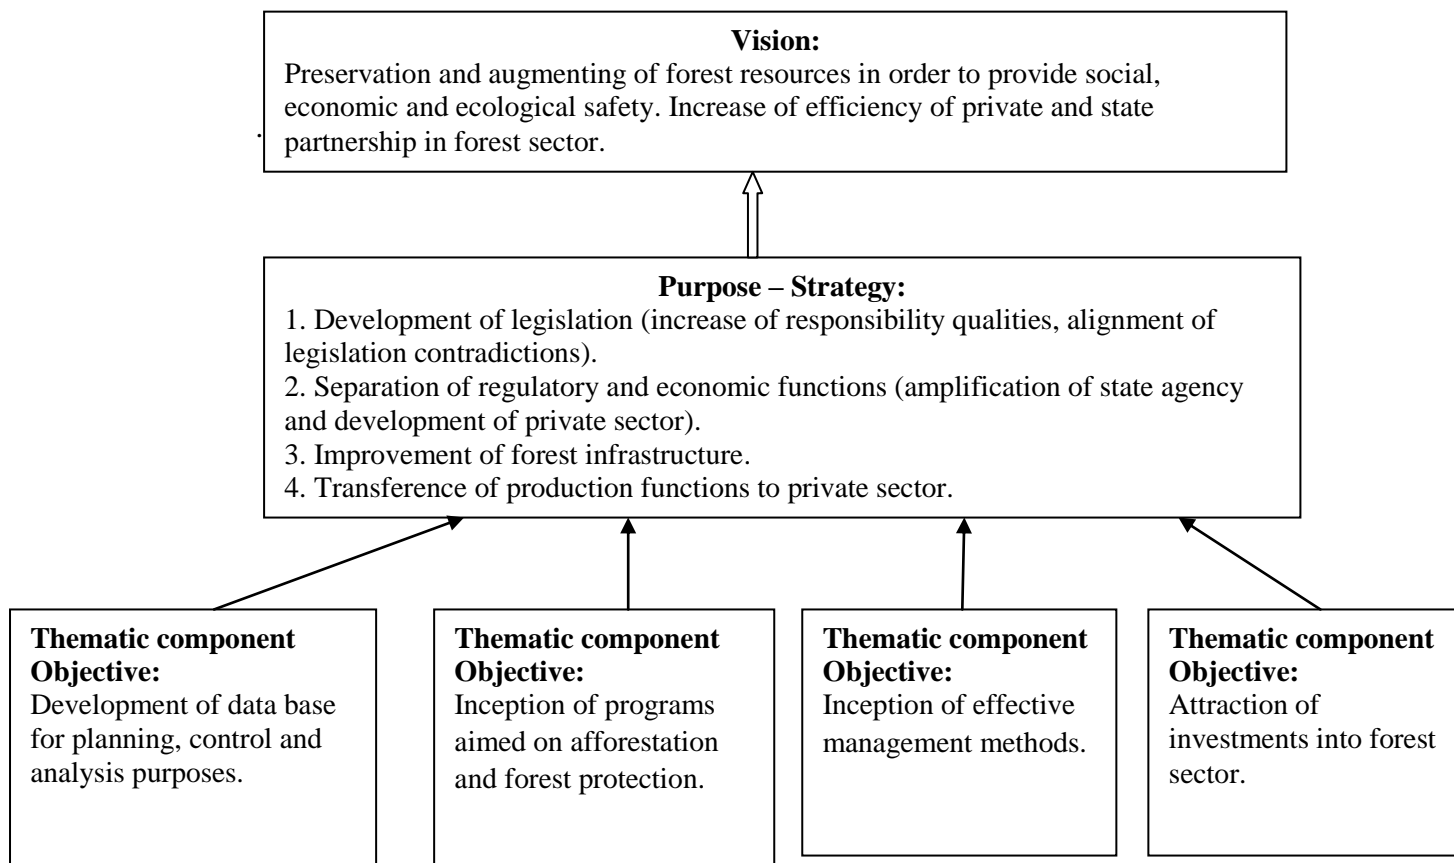 Vision:
Preservation and augmenting of forest resources in order to provide social,
economic and ecological safety. Increase of efficiency of private and state
partnership in forest sector.
.
Purpose – Strategy:
1. Development of legislation (increase of responsibility qualities, alignment of
legislation contradictions).
2. Separation of regulatory and economic functions (amplification of state agency
and development of private sector).
3. Improvement of forest infrastructure.
4. Transference of production functions to private sector.
Thematic component
Objective:
Development of data base
for planning, control and
analysis purposes.
Thematic component
Objective:
Inception of programs
aimed on afforestation
and forest protection.
Thematic component
Objective:
Inception of effective
management methods.
Thematic component
Objective:
Attraction of
investments into forest
sector.